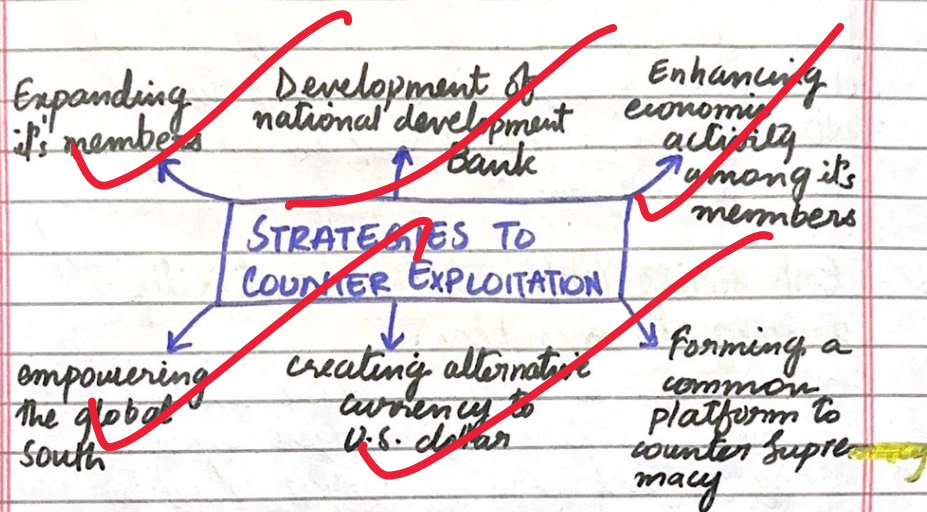 Expanding
it's members
Development of
national development
Bank
Enhancing
economic
activity
among it's
members
STRATEGIES TO
COUNTER EXPLOITATION
empowering
the global
south
creating alternative
currency to
U.S. dollar
forming a
common
platform to
counter supre-
macy